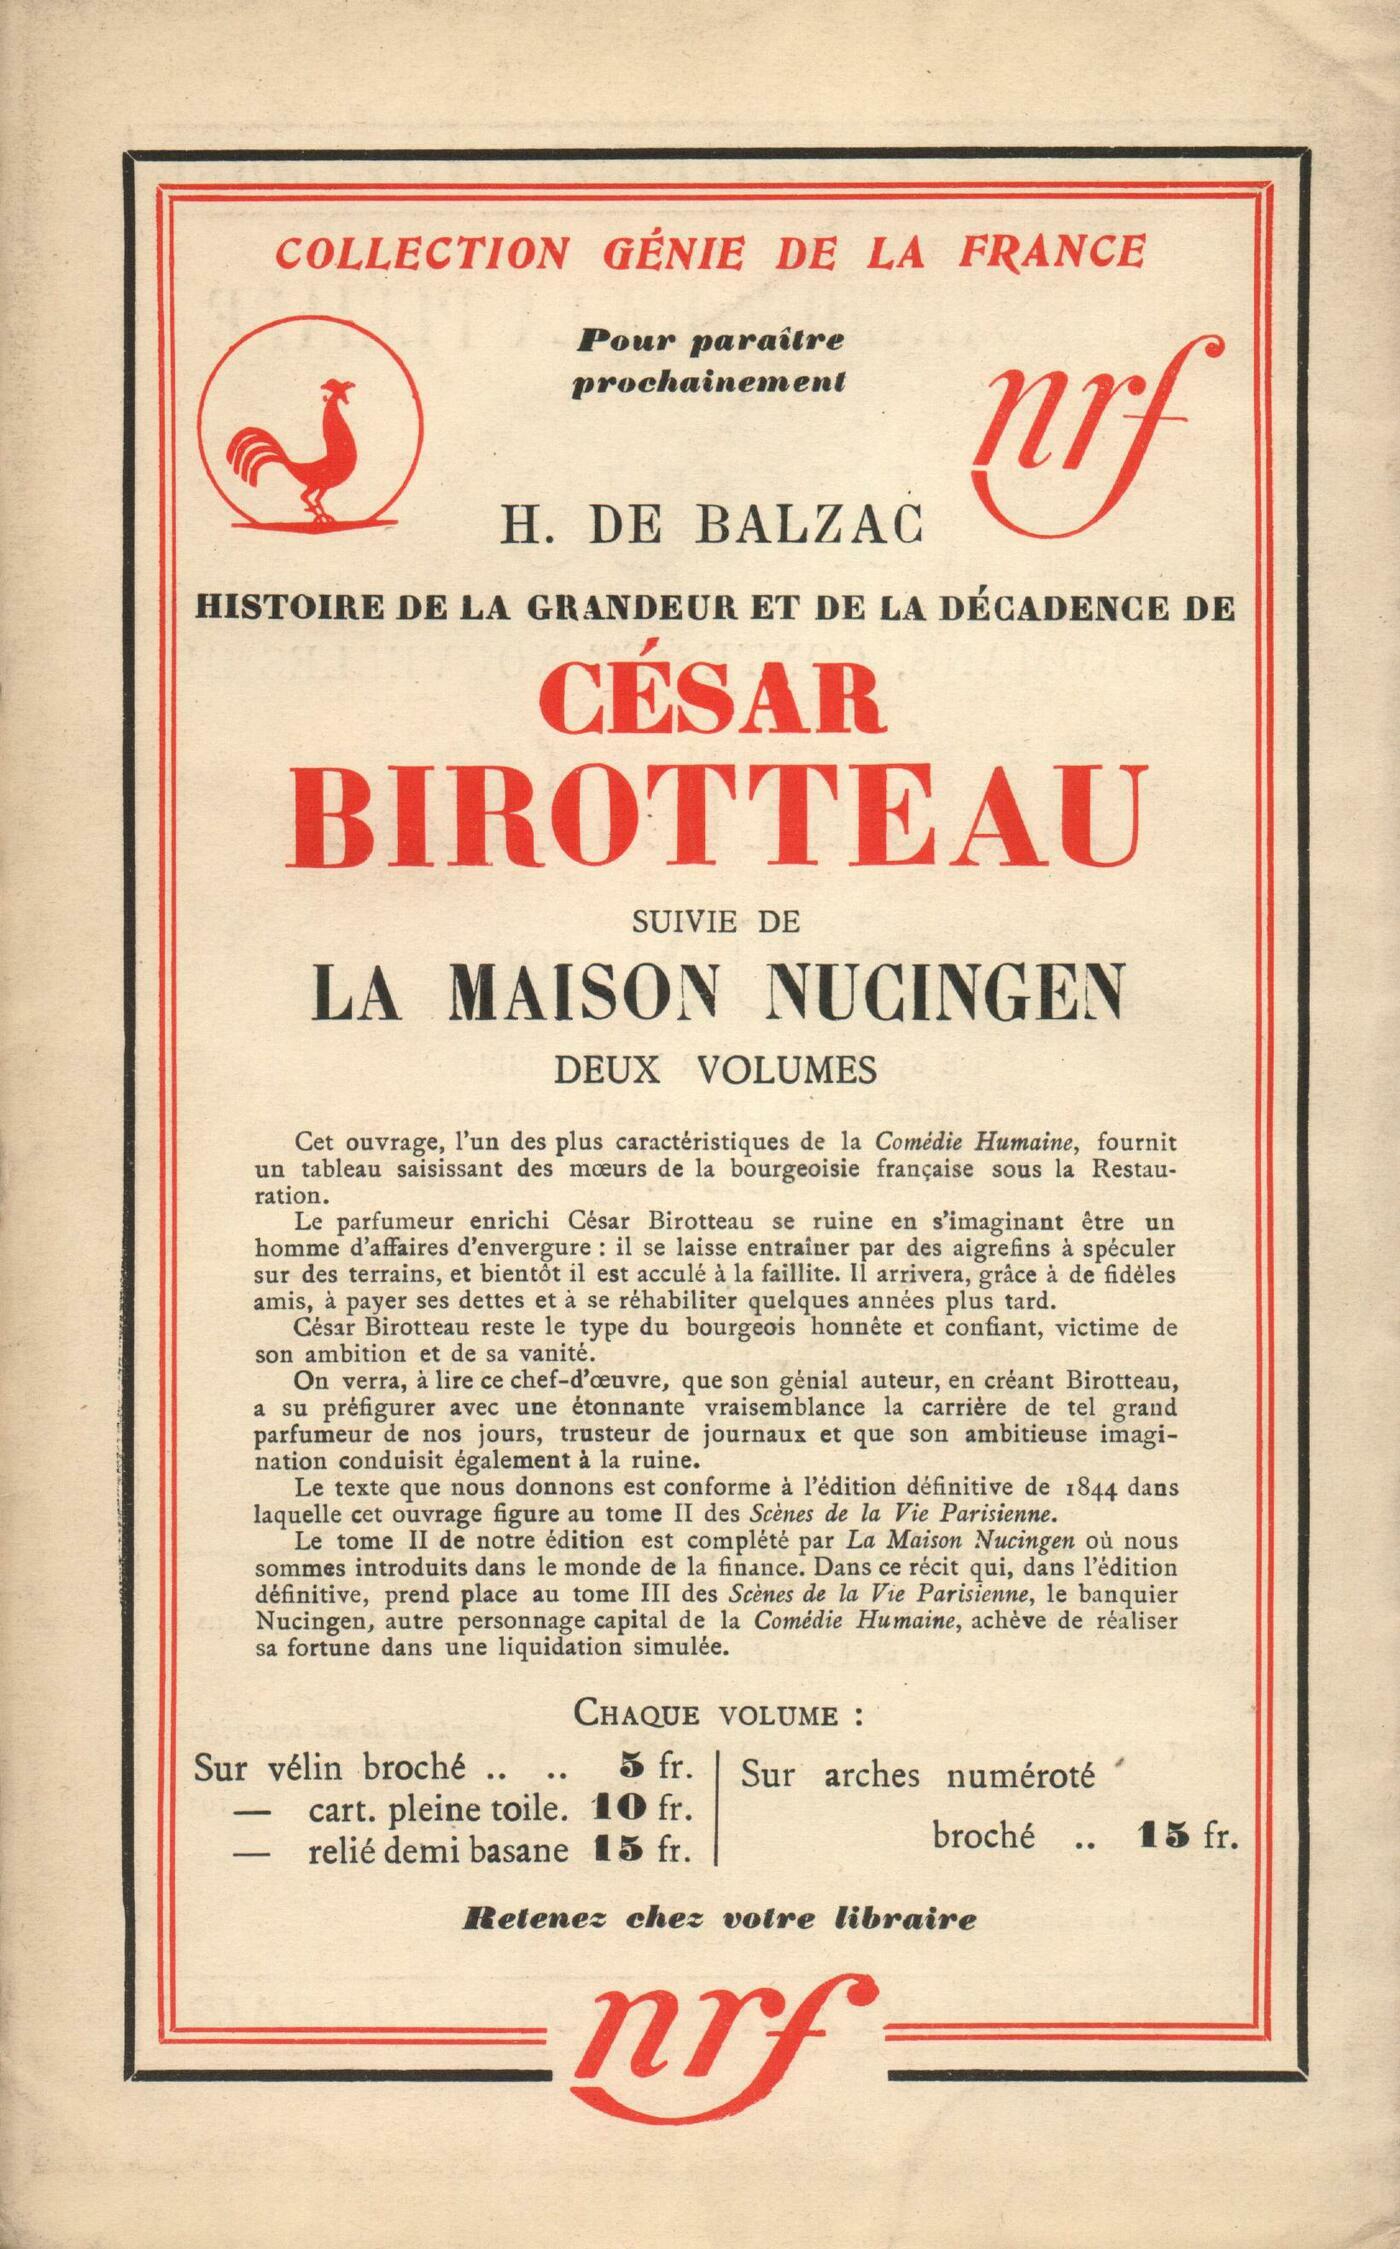 COLLECTION GÉNIE DE LA FRANCE
Pour paraître
prochainement
nrf
H. DE BALZAC
HISTOIRE DE LA GRANDEUR ET DE LA DÉCADENCE DE
CÉSAR
BIROTTEAU
SUIVIE DE
LA MAISON NUCINGEN
DEUX VOLUMES
Cet ouvrage, l'un des plus caractéristiques de la Comédie Humaine, fournit
un tableau saisissant des mœurs de la bourgeoisie française sous la Restau-
ration.
Le parfumeur enrichi César Birotteau se ruine en s'imaginant être un
homme d'affaires d'envergure : il se laisse entraîner par des aigrefins à spéculer
sur des terrains, et bientôt il est acculé à la faillite. Il arrivera, grâce à de fidèles
amis, à payer ses dettes et à se réhabiliter quelques années plus tard.
César Birotteau reste le type du bourgeois honnête et confiant, victime de
son ambition et de sa vanité.
On verra, à lire ce chef-d'œuvre, que son génial auteur, en créant Birotteau,
a su préfigurer avec une étonnante vraisemblance la carrière de tel grand
parfumeur de nos jours, trusteur de journaux et que son ambitieuse imagi-
nation conduisit également à la ruine.
Le texte que nous donnons est conforme à l'édition définitive de 1844 dans
laquelle cet ouvrage figure au tome II des Scènes de la Vie Parisienne.
Le tome II de notre édition est complété par La Maison Nucingen où nous
sommes introduits dans le monde de la finance. Dans ce récit qui, dans l'édition
définitive, prend place au tome III des Scènes de la Vie Parisienne, le banquier
Nucingen, autre personnage capital de la Comédie Humaine, achève de réaliser
sa fortune dans une liquidation simulée.
CHAQUE VOLUME :
Sur vélin broché .. .. 5 fr.
— cart. pleine toile. 10 fr.
— relié demi basane 15 fr.
Sur arches numéroté
broché .. 15 fr.
Retenez chez votre libraire
nrf